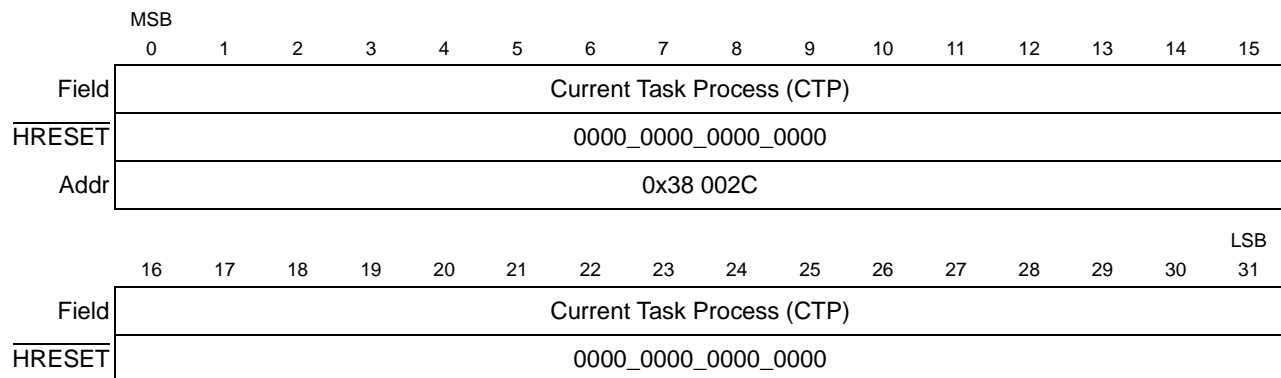 MSB
0 1 2 3 4 5 6 7 8 9 10 11 12 13 14 15
Field Current Task Process (CTP)
HRESET 0000_0000_0000_0000
Addr 0x38 002C
LSB
16 17 18 19 20 21 22 23 24 25 26 27 28 29 30 31
Field Current Task Process (CTP)
HRESET 0000_0000_0000_0000